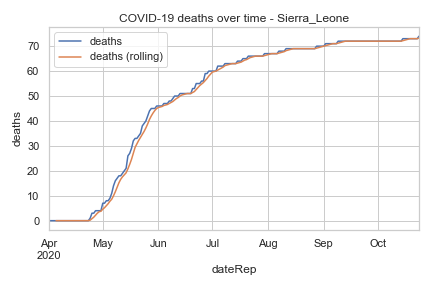 COVID-19 deaths over time - Sierra_Leone
deaths
deaths (rolling)
deaths
70
60
50
40
30
20
10
0
Apr May Jun Jul Aug Sep Oct
2020
dateRep